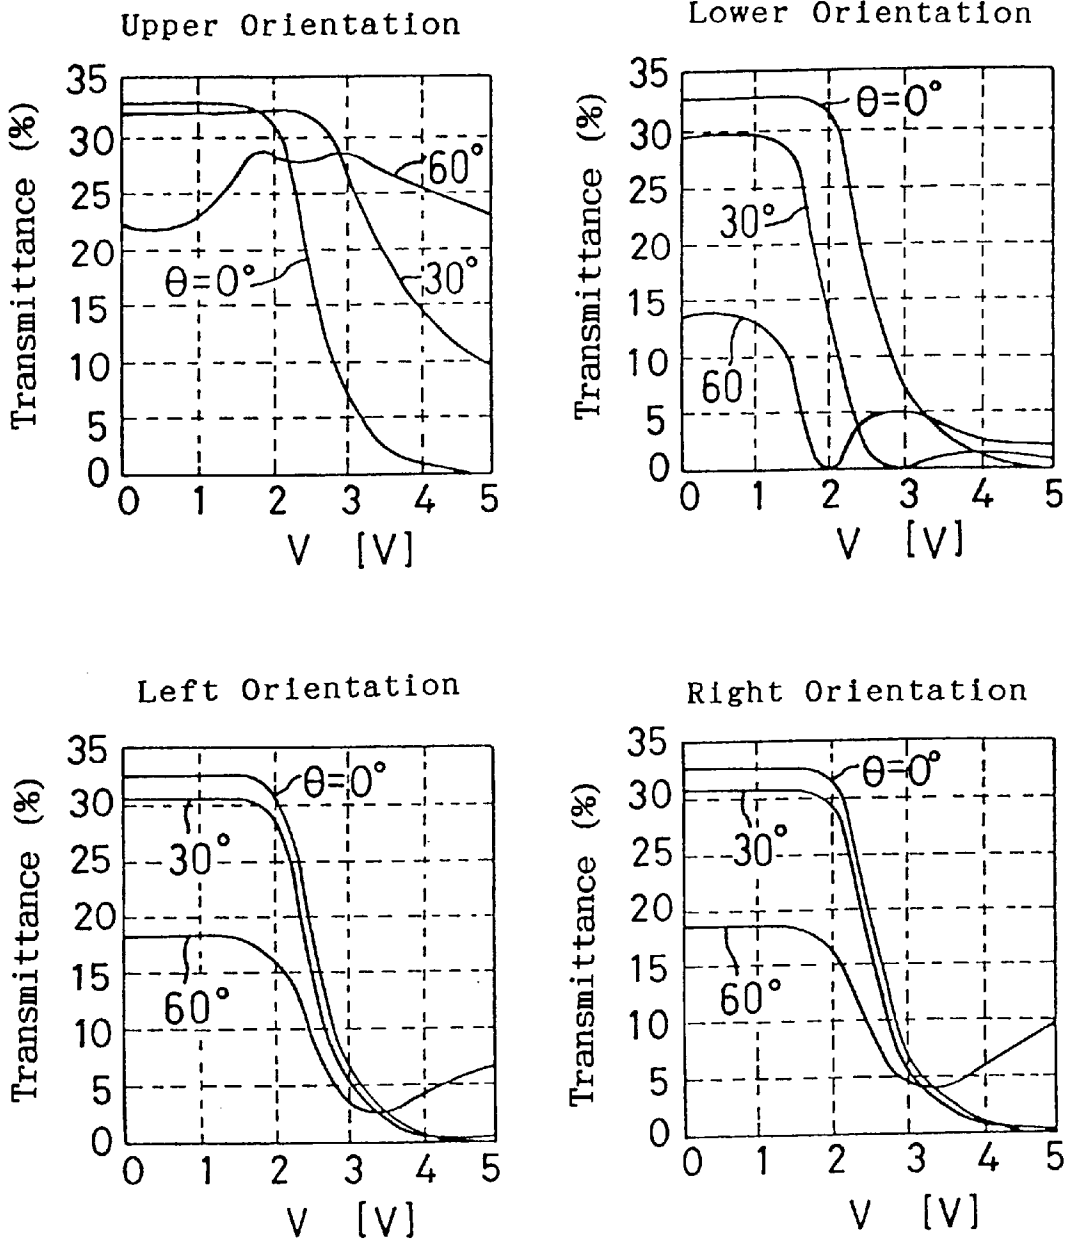 Upper Orientation
Transmittance (%)
35
30
25
20
15
10
5
0
0 1 2 3 4 5
V [V]
60°
θ=0°
30°
Lower Orientation
Transmittance (%)
35
30
25
20
15
10
5
0
0 1 2 3 4 5
V [V]
θ=0°
30°
60
Left Orientation
Transmittance (%)
35
30
25
20
15
10
5
0
0 1 2 3 4 5
V [V]
θ=0°
30°
60°
Right Orientation
Transmittance (%)
35
30
25
20
15
10
5
0
0 1 2 3 4 5
V [V]
θ=0°
30°
60°